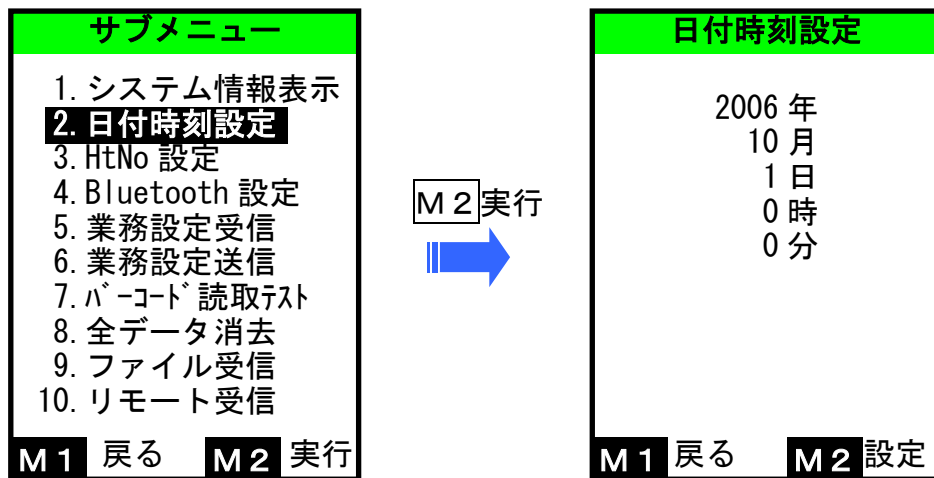 サブメニュー
1. システム情報表示
2. 日付時刻設定
3. HtNo 設定
4. Bluetooth 設定
5. 業務設定受信
6. 業務設定送信
7. ﾊﾞｰｺｰﾄﾞ読取ﾃｽﾄ
8. 全データ消去
9. ファイル受信
10. リモート受信
M1 戻る M2 実行
M2 実行
日付時刻設定
2006 年
10 月
1 日
0 時
0 分
M1 戻る M2 設定